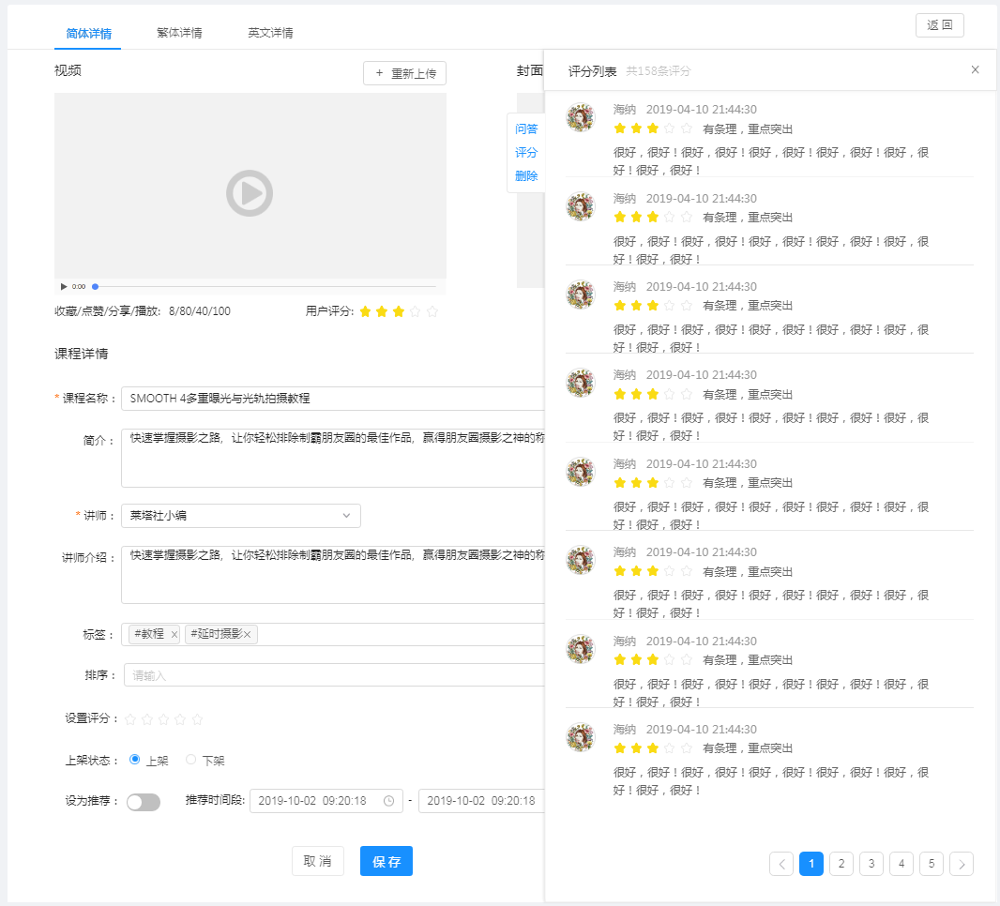 简体详情 繁体详情 英文详情 返 回
视频 + 重新上传 封面
问答
评分
删除
0:00
收藏/点赞/分享/播放: 8/80/40/100 用户评分:
课程详情
* 课程名称： SMOOTH 4多重曝光与光轨拍摄教程
简介： 快速掌握摄影之路, 让你轻松排除制霸朋友圈的最佳作品, 赢得朋友圈摄影之神的称
* 讲师： 莱塔社小编
讲师介绍： 快速掌握摄影之路, 让你轻松排除制霸朋友圈的最佳作品, 赢得朋友圈摄影之神的称
标签： #教程 × #延时摄影×
排序： 请输入
设置评分：
上架状态： 上架 下架
设为推荐： 推荐时间段: 2019-10-02 09:20:18 - 2019-10-02 09:20:18
取 消 保 存
评分列表 共158条评分 ×
海纳 2019-04-10 21:44:30
有条理，重点突出
很好，很好！很好，很好！很好，很好！很好，很好！很好，很
好！很好，很好！
海纳 2019-04-10 21:44:30
有条理，重点突出
很好，很好！很好，很好！很好，很好！很好，很好！很好，很
好！很好，很好！
海纳 2019-04-10 21:44:30
有条理，重点突出
很好，很好！很好，很好！很好，很好！很好，很好！很好，很
好！很好，很好！
海纳 2019-04-10 21:44:30
有条理，重点突出
很好，很好！很好，很好！很好，很好！很好，很好！很好，很
好！很好，很好！
海纳 2019-04-10 21:44:30
有条理，重点突出
很好，很好！很好，很好！很好，很好！很好，很好！很好，很
好！很好，很好！
海纳 2019-04-10 21:44:30
有条理，重点突出
很好，很好！很好，很好！很好，很好！很好，很好！很好，很
好！很好，很好！
海纳 2019-04-10 21:44:30
有条理，重点突出
很好，很好！很好，很好！很好，很好！很好，很好！很好，很
好！很好，很好！
海纳 2019-04-10 21:44:30
有条理，重点突出
很好，很好！很好，很好！很好，很好！很好，很好！很好，很
好！很好，很好！
< 1 2 3 4 5 >